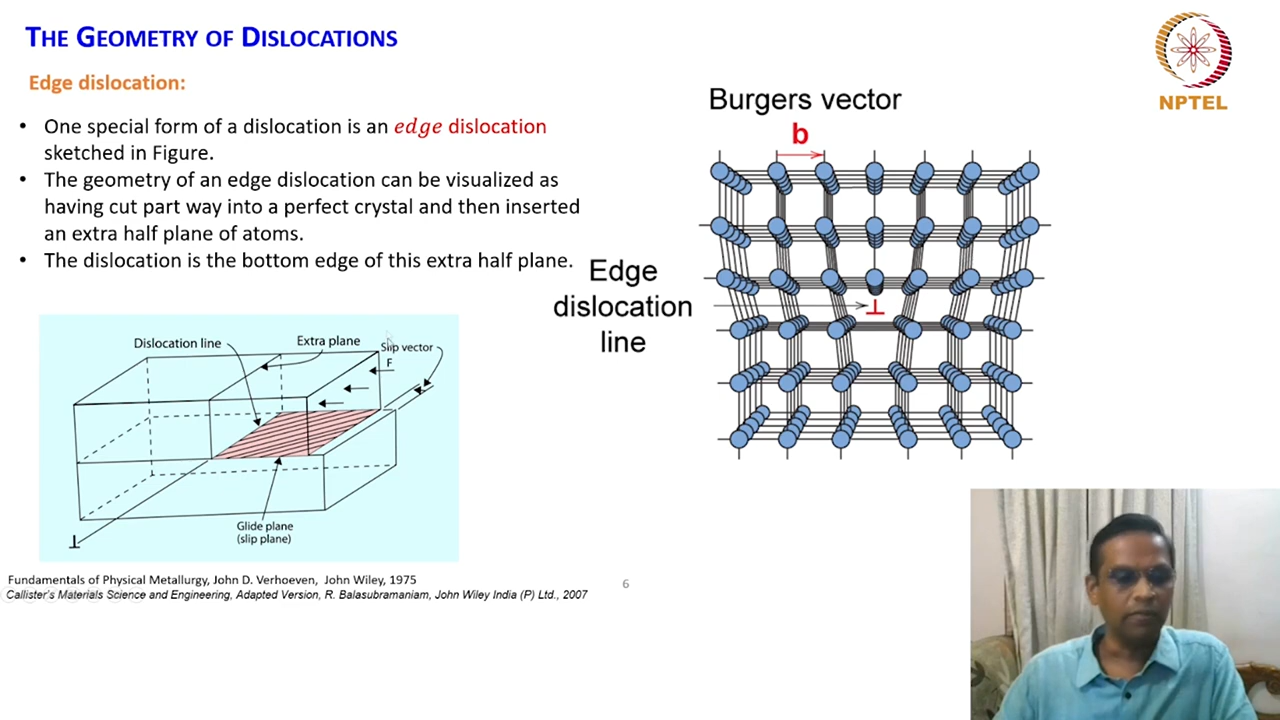 THE GEOMETRY OF DISLOCATIONS
NPTEL
Edge dislocation:
• One special form of a dislocation is an edge dislocation
sketched in Figure.
• The geometry of an edge dislocation can be visualized as
having cut part way into a perfect crystal and then inserted
an extra half plane of atoms.
• The dislocation is the bottom edge of this extra half plane.
Burgers vector
b
Edge
dislocation
line
⊥
Dislocation line
Extra plane
Slip vector
F
Glide plane
(slip plane)
⊥
Fundamentals of Physical Metallurgy, John D. Verhoeven, John Wiley, 1975
Callister's Materials Science and Engineering, Adapted Version, R. Balasubramaniam, John Wiley India (P) Ltd., 2007
6